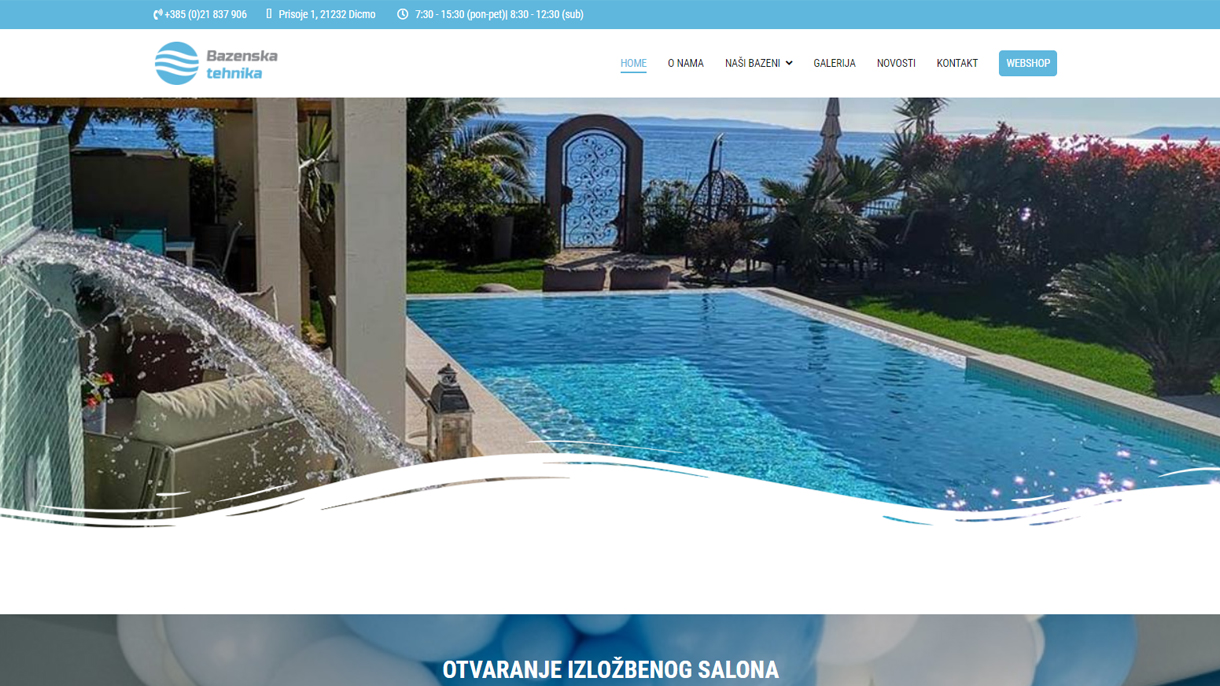 +385 (0)21 837 906 Prisoje 1, 21232 Dicmo 7:30 - 15:30 (pon-pet)| 8:30 - 12:30 (sub)
Bazenska
tehnika
HOME O NAMA NAŠI BAZENI GALERIJA NOVOSTI KONTAKT WEBSHOP
OTVARANJE IZLOŽBENOG SALONA